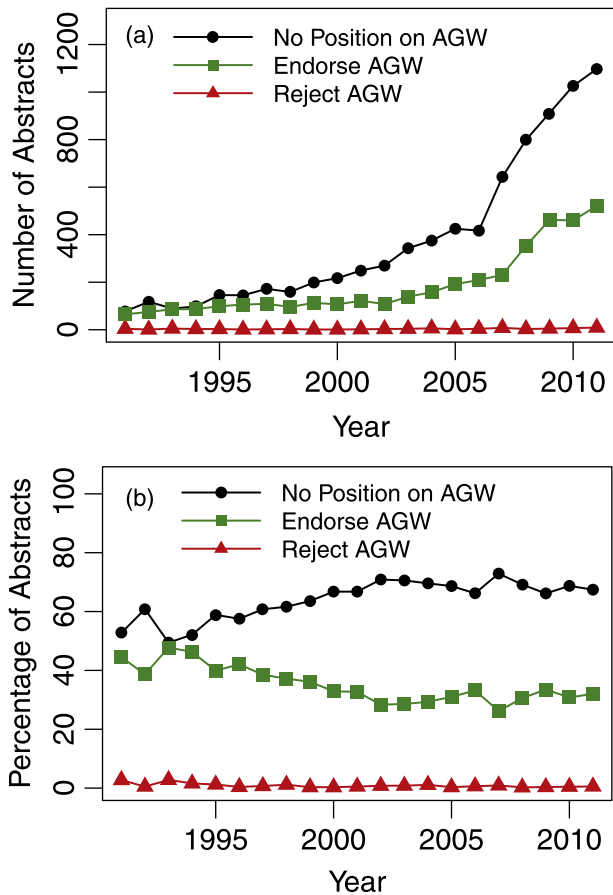 (a)
No Position on AGW
Endorse AGW
Reject AGW
Number of Abstracts
0
400
800
1200
1995
2000
2005
2010
Year
(b)
No Position on AGW
Endorse AGW
Reject AGW
Percentage of Abstracts
0
20
40
60
80
100
1995
2000
2005
2010
Year